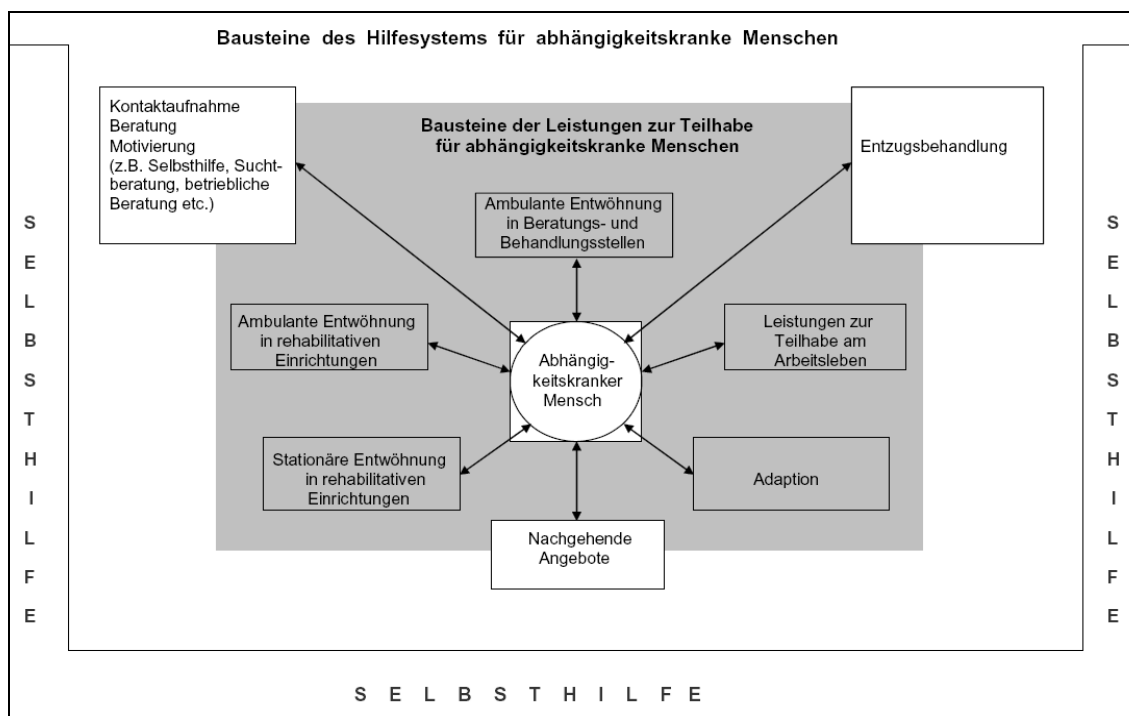 Bausteine des Hilfesystems für abhängigkeitskranke Menschen
Kontaktaufnahme
Beratung
Motivierung
(z.B. Selbsthilfe, Sucht-
beratung, betriebliche
Beratung etc.)
Bausteine der Leistungen zur Teilhabe
für abhängigkeitskranke Menschen
Entzugsbehandlung
Ambulante Entwöhnung
in Beratungs- und
Behandlungsstellen
Ambulante Entwöhnung
in rehabilitativen
Einrichtungen
Abhängig-
keitskranker
Mensch
Leistungen zur
Teilhabe am
Arbeitsleben
Stationäre Entwöhnung
in rehabilitativen
Einrichtungen
Adaption
Nachgehende
Angebote
S E L B S T H I L F E
S E L B S T H I L F E
S E L B S T H I L F E